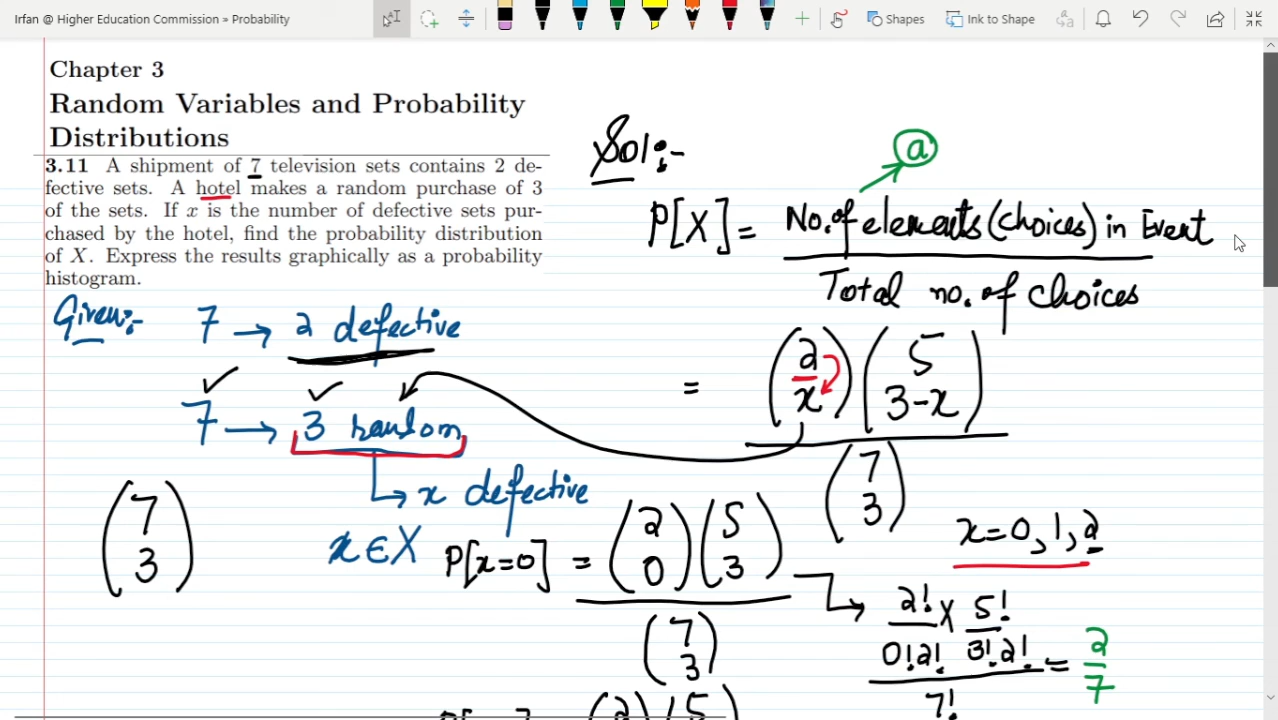 Irfan @ Higher Education Commission » Probability
Shapes
Ink to Shape
Chapter 3
Random Variables and Probability
Distributions
3.11 A shipment of 7 television sets contains 2 de-
fective sets. A hotel makes a random purchase of 3
of the sets. If x is the number of defective sets pur-
chased by the hotel, find the probability distribution
of X. Express the results graphically as a probability
histogram.
Given:-
7 → 2 defective
7 → 3 random
x defective
x ∈ X
(7
3)
Sol:-
a
P[X] = No. of elements (choices) in Event
Total no. of choices
= (2 x) (5 3-x)
(7 3)
x = 0, 1, 2
P[x=0] = (2 0) (5 3)
(7 3)
2! x 5!
0!2! 3!2! = 2/7
7!